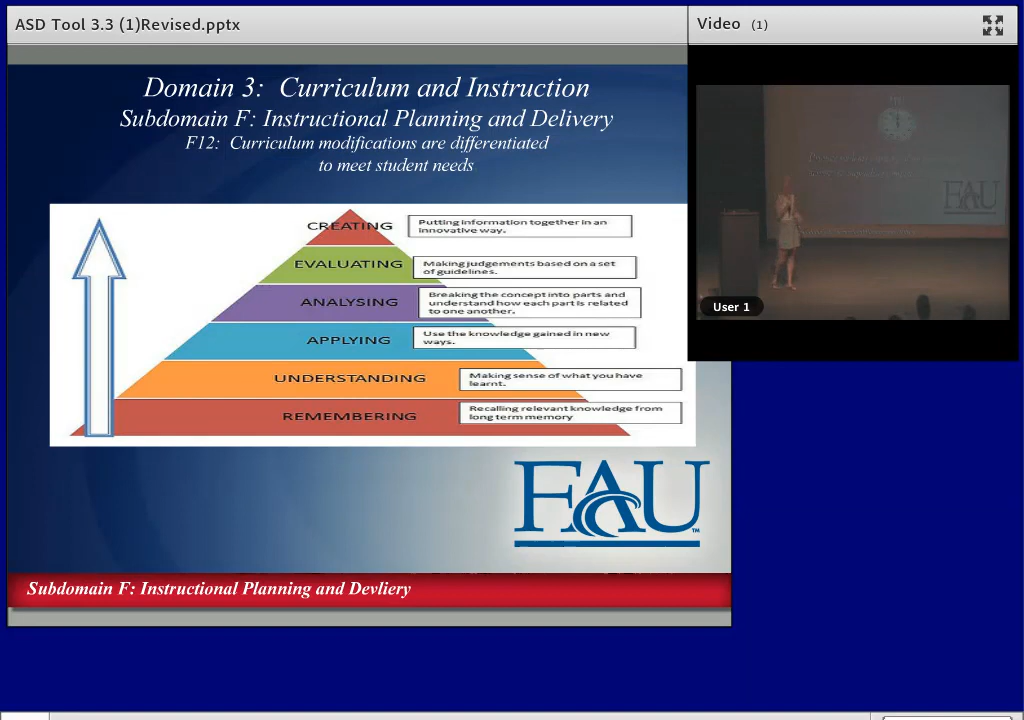 ASD Tool 3.3 (1)Revised.pptx
Video (1)
Domain 3: Curriculum and Instruction
Subdomain F: Instructional Planning and Delivery
F12: Curriculum modifications are differentiated
to meet student needs
CREATING
Putting information together in an
innovative way.
EVALUATING
Making judgements based on a set
of guidelines.
ANALYSING
Breaking the concept into parts and
understand how each part is related
to one another.
APPLYING
Use the knowledge gained in new
ways.
UNDERSTANDING
Making sense of what you have
learnt.
REMEMBERING
Recalling relevant knowledge from
long term memory
FAU
TM
Subdomain F: Instructional Planning and Devliery
FAU
User 1